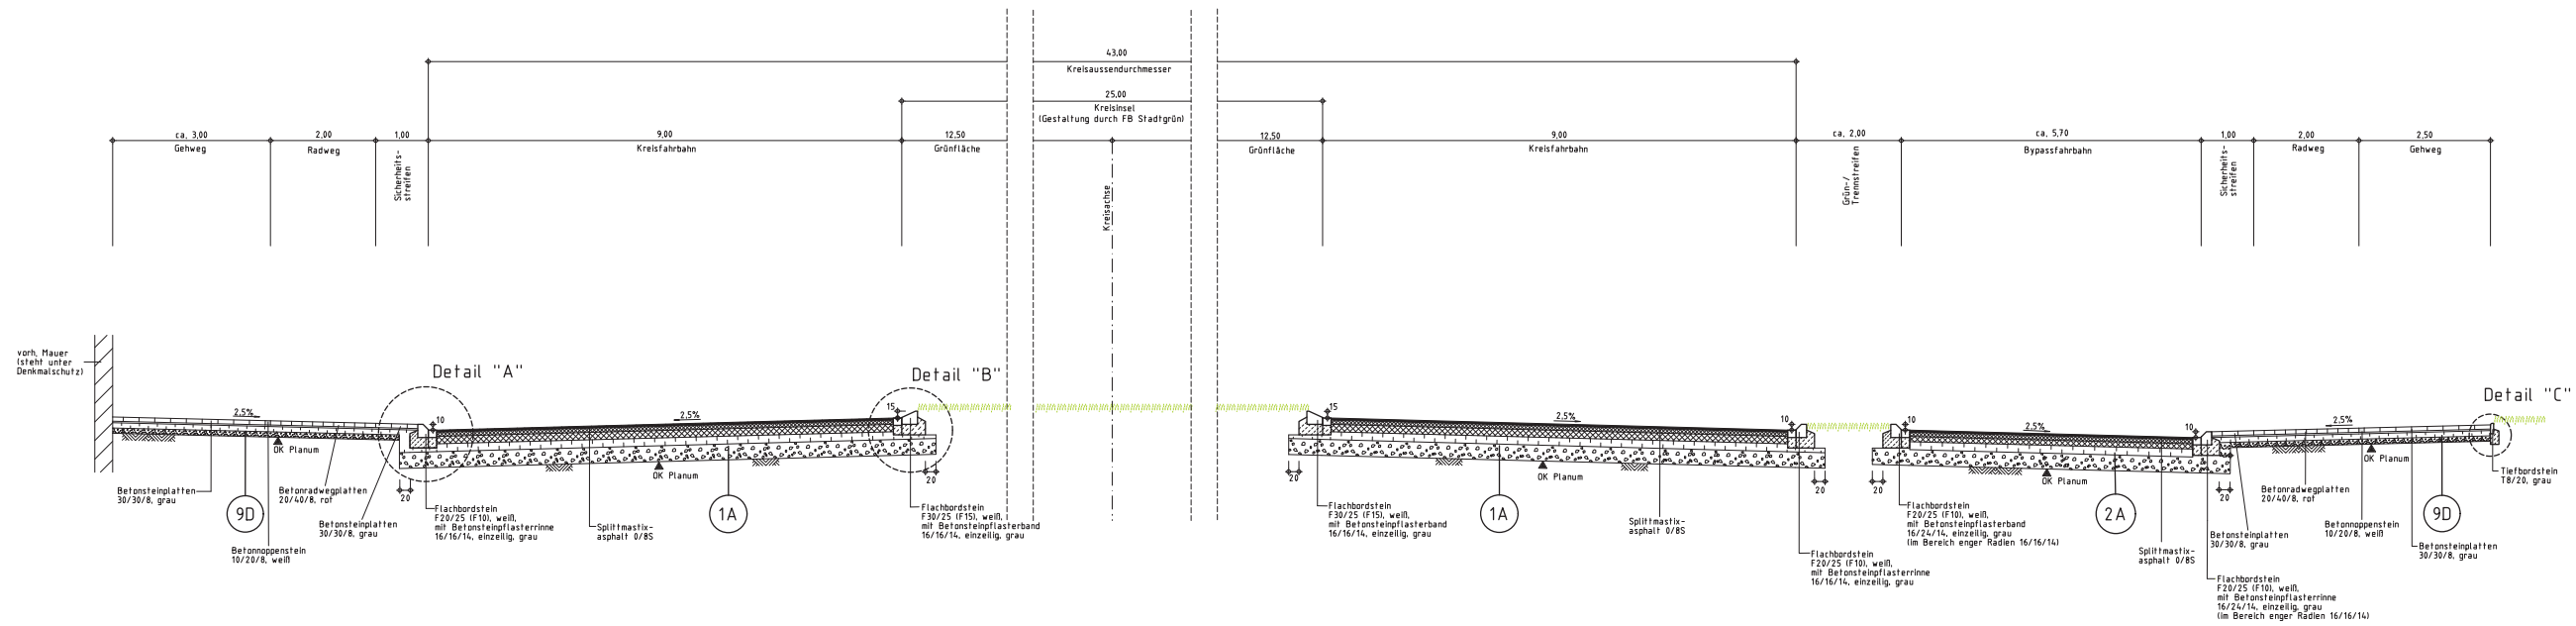 43,00
Kreisaussendurchmesser
25,00
Kreisinsel
(Gestaltung durch FB Stadtgrün)
ca. 3,00
Gehweg
2,00
Radweg
1,00
Sicherheits-
streifen
9,00
Kreisfahrbahn
12,50
Grünfläche
Kreisachse
12,50
Grünfläche
9,00
Kreisfahrbahn
ca. 2,00
Grün-/
Trennstreifen
ca. 5,70
Bypassfahrbahn
1,00
Sicherheits-
streifen
2,00
Radweg
2,50
Gehweg
vorh. Mauer
(steht unter
Denkmalschutz)
Detail "A"
Detail "B"
Detail "C"
2,5%
10
2,5%
15
15
2,5%
10
10
2,5%
10
2,5%
OK Planum
OK Planum
OK Planum
OK Planum
OK Planum
20
20
20
20
20
20
Betonsteinplatten
30/30/8, grau
9D
Betonnoppenstein
10/20/8, weiß
Betonradwegplatten
20/40/8, rot
Betonsteinplatten
30/30/8, grau
Flachbordstein
F20/25 (F10), weiß,
mit Betonsteinpflasterrinne
16/16/14, einzeilig, grau
Splittmastix-
asphalt 0/8S
1A
Flachbordstein
F30/25 (F15), weiß,
mit Betonsteinpflasterband
16/16/14, einzeilig, grau
Flachbordstein
F30/25 (F15), weiß,
mit Betonsteinpflasterband
16/16/14, einzeilig, grau
1A
Splittmastix-
asphalt 0/8S
Flachbordstein
F20/25 (F10), weiß,
mit Betonsteinpflasterrinne
16/16/14, einzeilig, grau
Flachbordstein
F20/25 (F10), weiß,
mit Betonsteinpflasterband
16/24/14, einzeilig, grau
(im Bereich enger Radien 16/16/14)
2A
Splittmastix-
asphalt 0/8S
Flachbordstein
F20/25 (F10), weiß,
mit Betonsteinpflasterrinne
16/24/14, einzeilig, grau
(im Bereich enger Radien 16/16/14)
Betonsteinplatten
30/30/8, grau
Betonradwegplatten
20/40/8, rot
Betonnoppenstein
10/20/8, weiß
Betonsteinplatten
30/30/8, grau
9D
Tiefbordstein
T8/20, grau